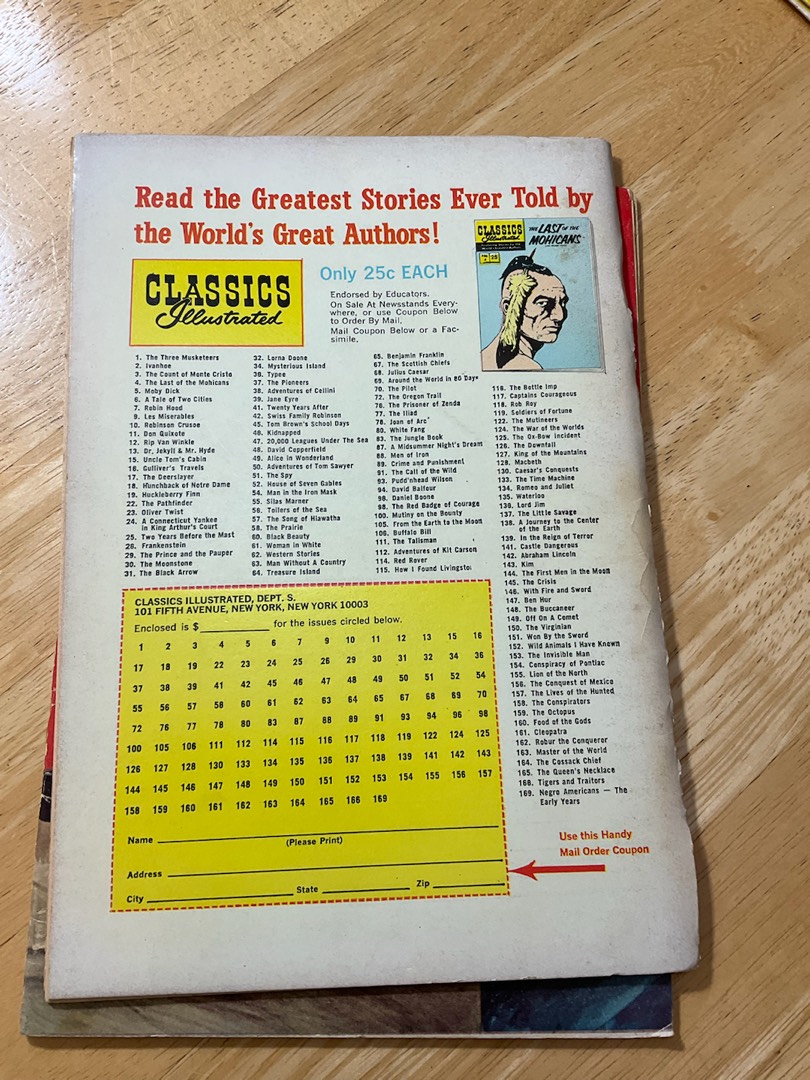 Read the Greatest Stories Ever Told by
the World's Great Authors!
CLASSICS
Illustrated
Only 25c EACH
Endorsed by Educators.
On Sale At Newsstands Every-
where, or use Coupon Below
to Order By Mail.
Mail Coupon Below or a Fac-
simile.
CLASSICS
Illustrated
THE LAST OF THE
MOHICANS
1. The Three Musketeers
2. Ivanhoe
3. The Count of Monte Cristo
4. The Last of the Mohicans
5. Moby Dick
6. A Tale of Two Cities
7. Robin Hood
9. Les Miserables
10. Robinson Crusoe
11. Don Quixote
12. Rip Van Winkle
13. Dr. Jekyll & Mr. Hyde
15. Uncle Tom's Cabin
16. Gulliver's Travels
17. The Deerslayer
18. Hunchback of Notre Dame
19. Huckleberry Finn
22. The Pathfinder
23. Oliver Twist
24. A Connecticut Yankee
in King Arthur's Court
25. Two Years Before the Mast
26. Frankenstein
29. The Prince and the Pauper
30. The Moonstone
31. The Black Arrow
32. Lorna Doone
34. Mysterious Island
36. Typee
37. The Pioneers
38. Adventures of Cellini
39. Jane Eyre
41. Twenty Years After
42. Swiss Family Robinson
45. Tom Brown's School Days
46. Kidnapped
47. 20,000 Leagues Under The Sea
48. David Copperfield
49. Alice in Wonderland
50. Adventures of Tom Sawyer
51. The Spy
52. House of Seven Gables
54. Man in the Iron Mask
55. Silas Marner
56. Toilers of the Sea
57. The Song of Hiawatha
58. The Prairie
60. Black Beauty
61. Woman in White
62. Western Stories
63. Man Without A Country
64. Treasure Island
65. Benjamin Franklin
67. The Scottish Chiefs
68. Julius Caesar
69. Around the World in 80 Days
70. The Pilot
72. The Oregon Trail
76. The Prisoner of Zenda
77. The Iliad
78. Joan of Arc
80. White Fang
83. The Jungle Book
87. A Midsummer Night's Dream
88. Men of Iron
89. Crime and Punishment
91. The Call of the Wild
93. Pudd'nhead Wilson
94. David Balfour
96. Daniel Boone
98. The Red Badge of Courage
100. Mutiny on the Bounty
105. From the Earth to the Moon
106. Buffalo Bill
111. The Talisman
112. Adventures of Kit Carson
114. Red Rover
115. How I Found Livingstone
116. The Bottle Imp
117. Captains Courageous
118. Rob Roy
119. Soldiers of Fortune
122. The Mutineers
124. The War of the Worlds
125. The Ox-Bow Incident
126. The Downfall
127. King of the Mountains
128. Macbeth
130. Caesar's Conquests
133. The Time Machine
134. Romeo and Juliet
135. Waterloo
136. Lord Jim
137. The Little Savage
138. A Journey to the Center
of the Earth
139. In the Reign of Terror
141. Castle Dangerous
142. Abraham Lincoln
143. Kim
144. The First Men in the Moon
145. The Crisis
146. With Fire and Sword
147. Ben Hur
148. The Buccaneer
149. Off On A Comet
150. The Virginian
151. Won By the Sword
152. Wild Animals I Have Known
153. The Invisible Man
154. Conspiracy of Pontiac
155. Lion of the North
156. The Conquest of Mexico
157. The Lives of the Hunted
158. The Conspirators
159. The Octopus
160. Food of the Gods
161. Cleopatra
162. Robur the Conqueror
163. Master of the World
164. The Cossack Chief
165. The Queen's Necklace
166. Tigers and Traitors
169. Negro Americans — The
Early Years
CLASSICS ILLUSTRATED, DEPT. S.
101 FIFTH AVENUE, NEW YORK, NEW YORK 10003
Enclosed is $ for the issues circled below.
1 2 3 4 5 6 7 9 10 11 12 13 15 16
17 18 19 22 23 24 25 26 29 30 31 32 34 36
37 38 39 41 42 45 46 47 48 49 50 51 52 54
55 56 57 58 60 61 62 63 64 65 67 68 69 70
72 76 77 78 80 83 87 88 89 91 93 94 96 98
100 105 106 111 112 114 115 116 117 118 119 122 124 125
126 127 128 130 133 134 135 136 137 138 139 141 142 143
144 145 146 147 148 149 150 151 152 153 154 155 156 157
158 159 160 161 162 163 164 165 166 169
Name
(Please Print)
Address
City State Zip
Use this Handy
Mail Order Coupon